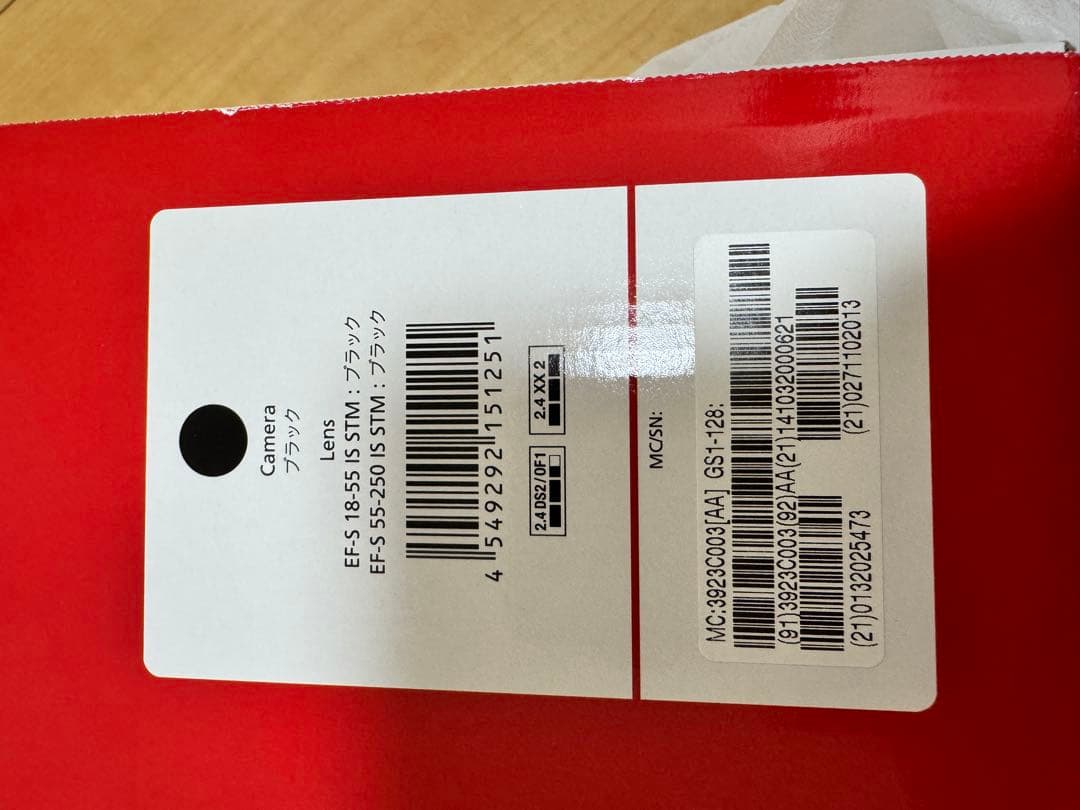 Camera
ブラック
Lens
EF-S 18-55 IS STM：ブラック
EF-S 55-250 IS STM：ブラック
4 549292 151251
2.4 DS2/0F1
2.4 XX 2
MC/SN:
MC:3923C003[AA] GS1-128:
(91)3923C003(92)AA(21)141032000621
(21)0132025473
(21)0271102013